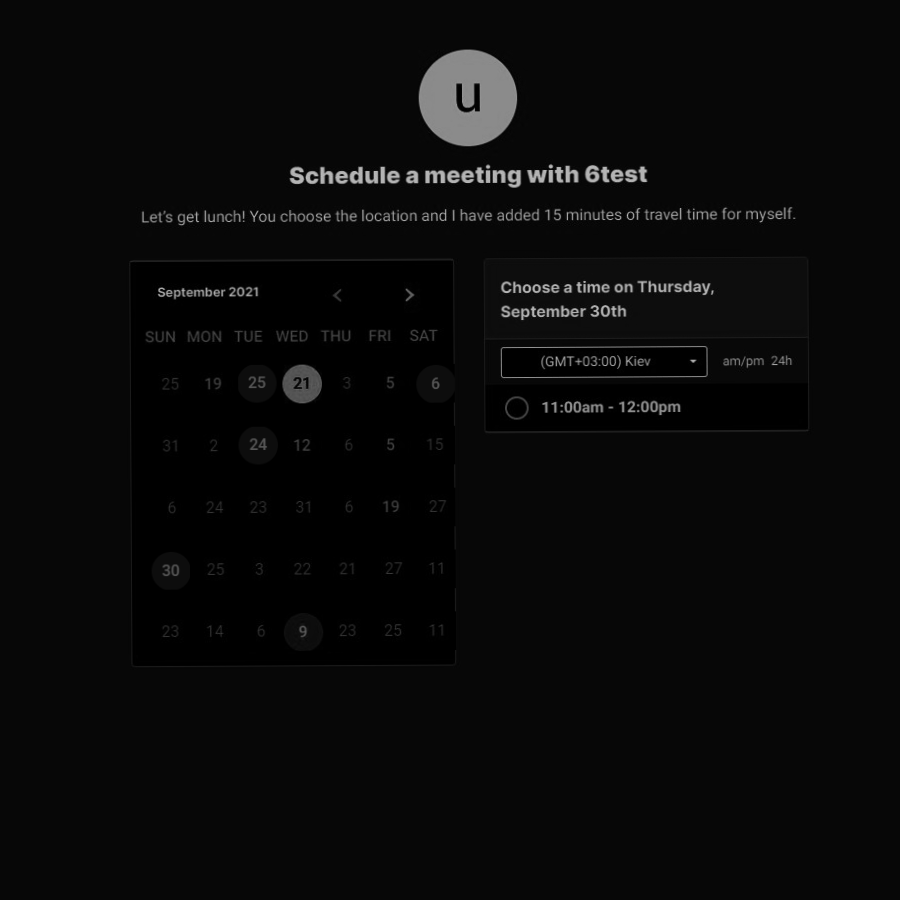 u
Schedule a meeting with 6test
Let's get lunch! You choose the location and I have added 15 minutes of travel time for myself.
September 2021
SUN MON TUE WED THU FRI SAT
25 19 25 21 3 5 6
31 2 24 12 6 5 15
6 24 23 31 6 19 27
30 25 3 22 21 27 11
23 14 6 9 23 25 11
Choose a time on Thursday,
September 30th
(GMT+03:00) Kiev am/pm 24h
11:00am - 12:00pm